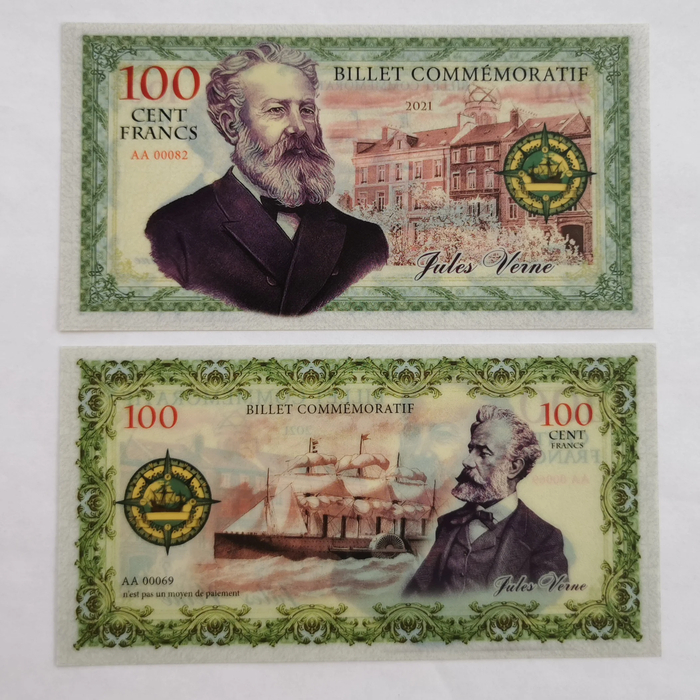 100
CENT
FRANCS
AA 00082
BILLET COMMÉMORATIF
2021
Jules Verne
100
BILLET COMMÉMORATIF
100
CENT
FRANCS
AA 00069
n'est pas un moyen de paiement
Jules Verne